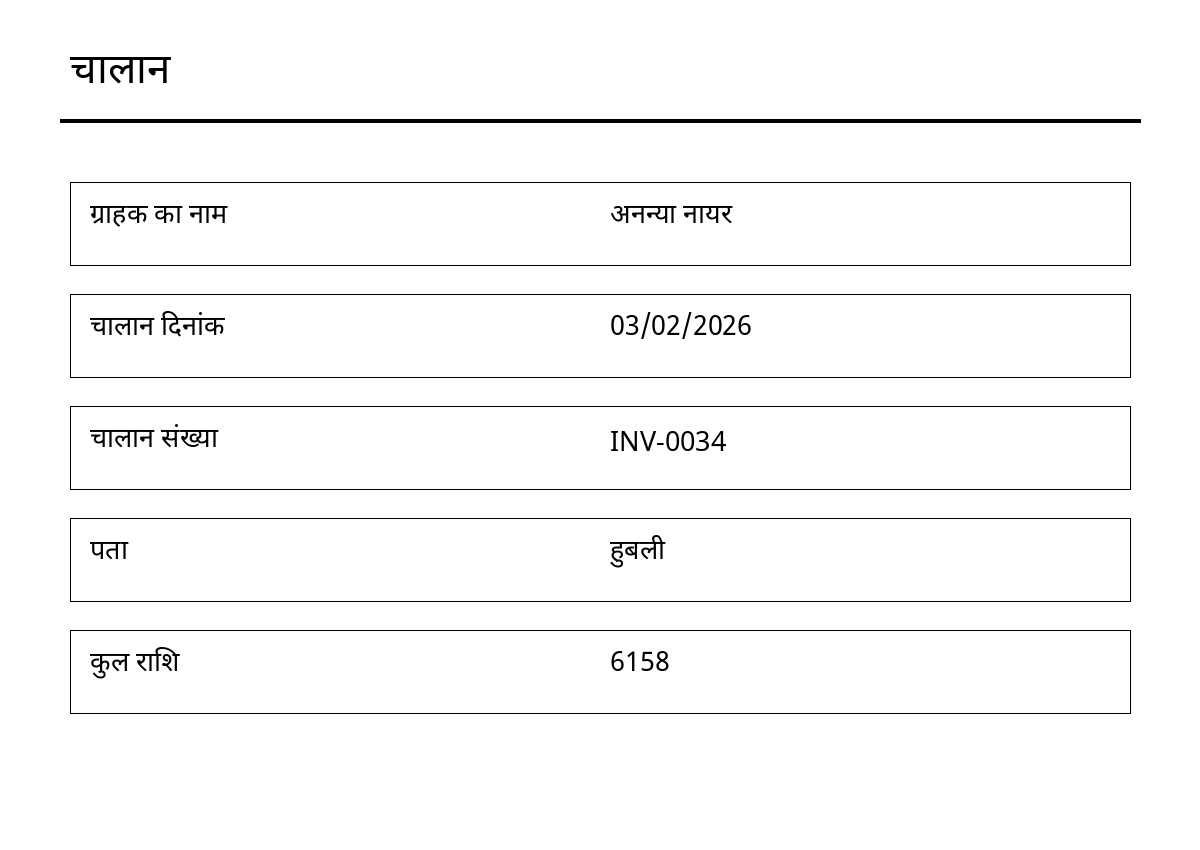 चालान
ग्राहक का नाम अनन्या नायर
चालान दिनांक 03/02/2026
चालान संख्या INV-0034
पता हुबली
कुल राशि 6158